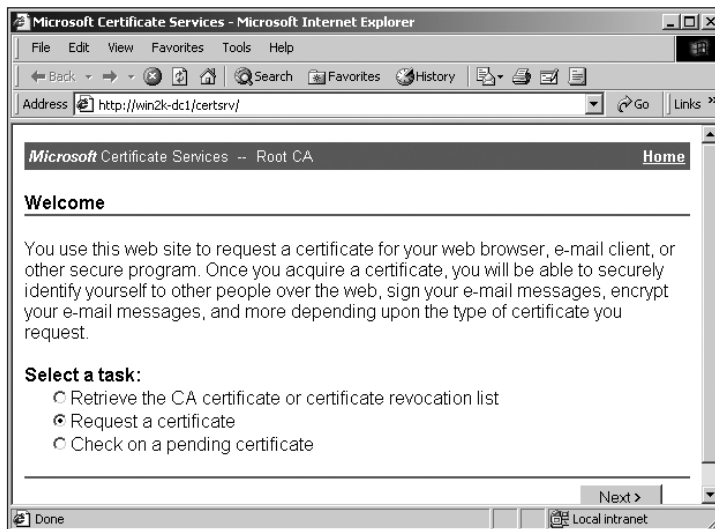 Microsoft Certificate Services - Microsoft Internet Explorer
File Edit View Favorites Tools Help
Back Search Favorites History
Address http://win2k-dc1/certsrv/ Go Links »
Microsoft Certificate Services -- Root CA Home
Welcome
You use this web site to request a certificate for your web browser, e-mail client, or
other secure program. Once you acquire a certificate, you will be able to securely
identify yourself to other people over the web, sign your e-mail messages, encrypt
your e-mail messages, and more depending upon the type of certificate you
request.
Select a task:
Retrieve the CA certificate or certificate revocation list
Request a certificate
Check on a pending certificate
Next >
Done Local intranet